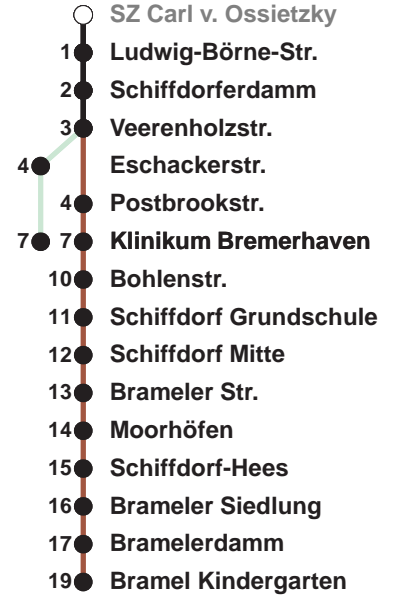 SZ Carl v. Ossietzky
1 Ludwig-Börne-Str.
2 Schiffdorferdamm
3 Veerenholzstr.
4 Eschackerstr.
4 Postbrookstr.
7 7 Klinikum Bremerhaven
10 Bohlenstr.
11 Schiffdorf Grundschule
12 Schiffdorf Mitte
13 Brameler Str.
14 Moorhöfen
15 Schiffdorf-Hees
16 Brameler Siedlung
17 Bramelerdamm
19 Bramel Kindergarten